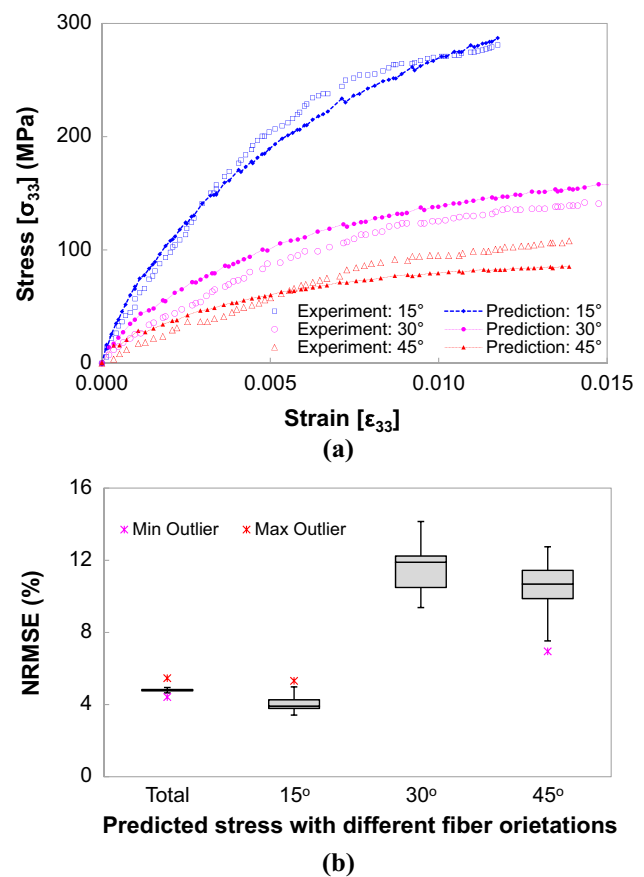 300
200
100
0
Stress [σ33] (MPa)
Experiment: 15° Prediction: 15°
Experiment: 30° Prediction: 30°
Experiment: 45° Prediction: 45°
0.000 0.005 0.010 0.015
Strain [ε33]
(a)
16
12
8
4
0
NRMSE (%)
Min Outlier Max Outlier
Total 15° 30° 45°
Predicted stress with different fiber orietations
(b)